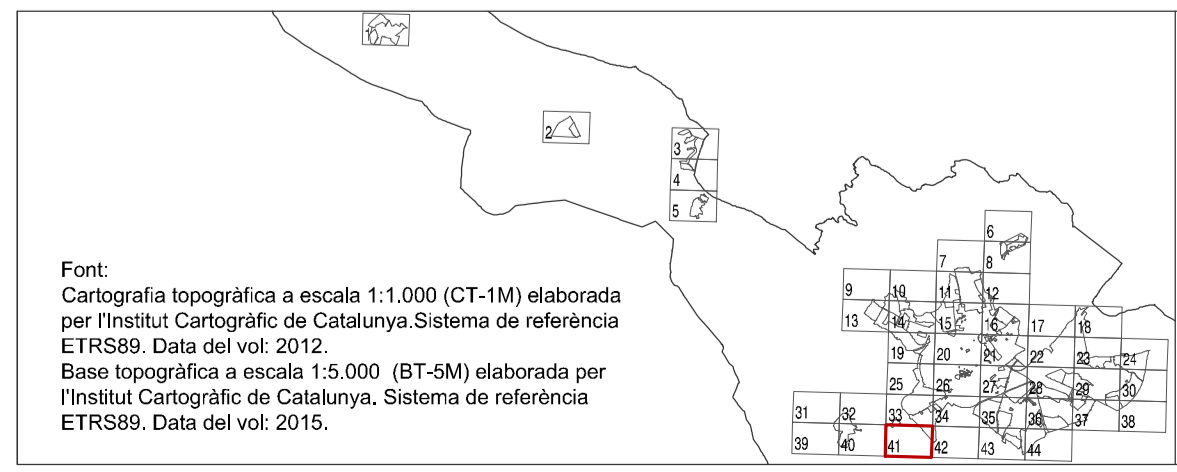 1
2
3
4
5
6
7 8
9 10 11 12
13 14 15 16 17 18
19 20 21 22 23 24
25 26 27 28 29 30
31 32 33 34 35 36 37 38
39 40 41 42 43 44
Font:
Cartografia topogràfica a escala 1:1.000 (CT-1M) elaborada
per l'Institut Cartogràfic de Catalunya.Sistema de referència
ETRS89. Data del vol: 2012.
Base topogràfica a escala 1:5.000 (BT-5M) elaborada per
l'Institut Cartogràfic de Catalunya. Sistema de referència
ETRS89. Data del vol: 2015.